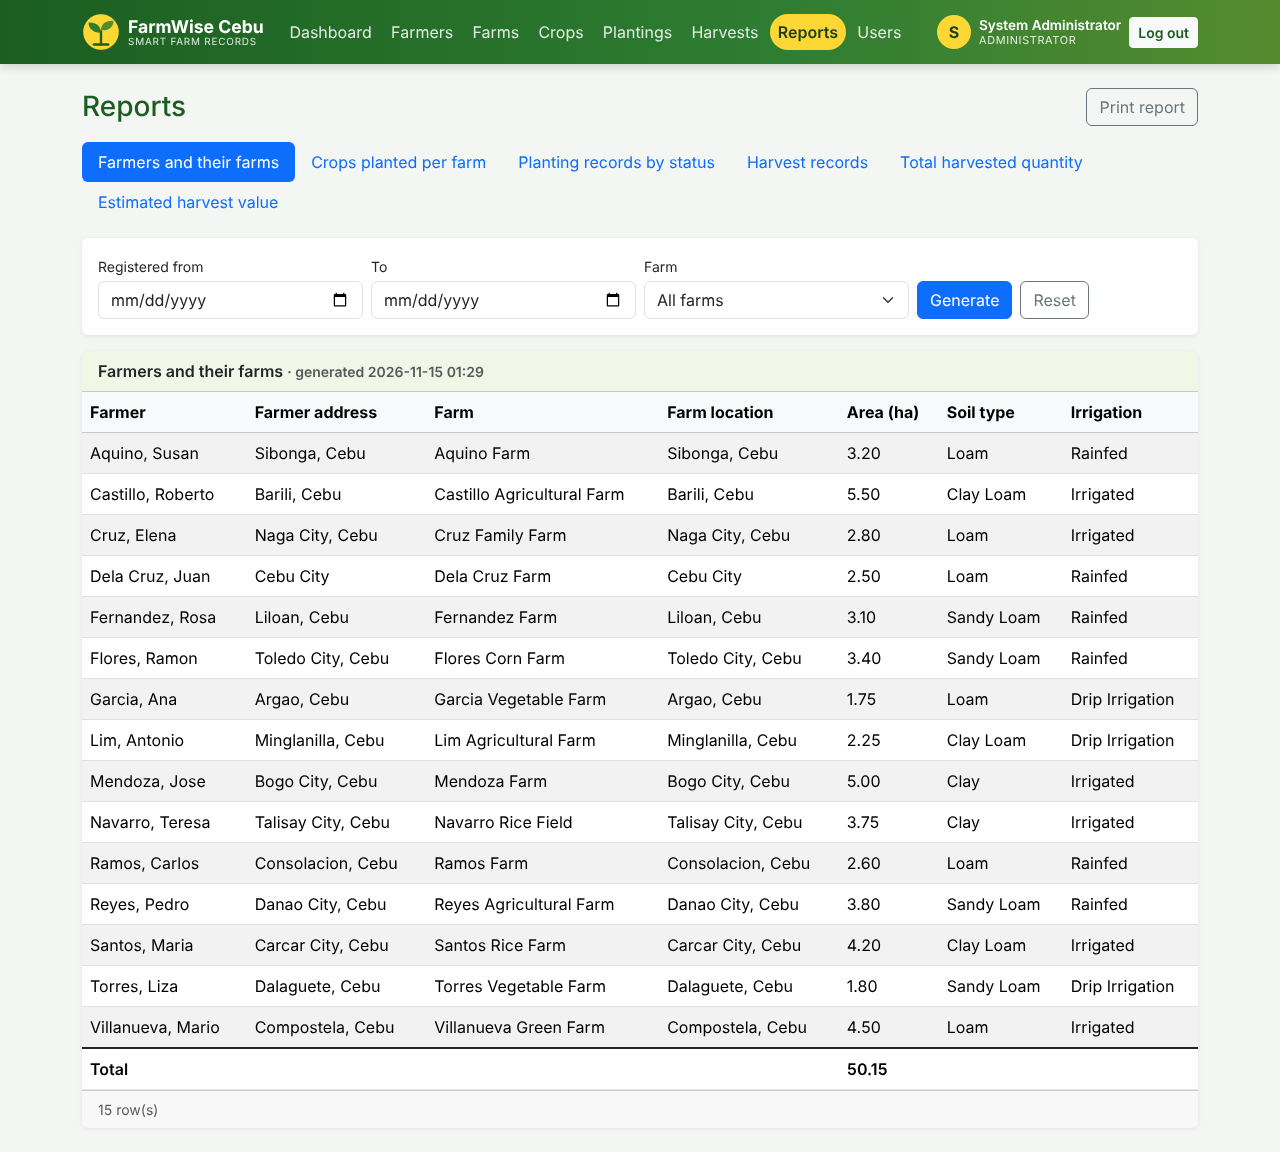 FarmWise Cebu
SMART FARM RECORDS
Dashboard Farmers Farms Crops Plantings Harvests Reports Users
S
System Administrator
ADMINISTRATOR
Log out
Reports
Print report
Farmers and their farms Crops planted per farm Planting records by status Harvest records Total harvested quantity
Estimated harvest value
Registered from To Farm
mm/dd/yyyy mm/dd/yyyy All farms Generate Reset
Farmers and their farms · generated 2026-11-15 01:29
Farmer Farmer address Farm Farm location Area (ha) Soil type Irrigation
Aquino, Susan Sibonga, Cebu Aquino Farm Sibonga, Cebu 3.20 Loam Rainfed
Castillo, Roberto Barili, Cebu Castillo Agricultural Farm Barili, Cebu 5.50 Clay Loam Irrigated
Cruz, Elena Naga City, Cebu Cruz Family Farm Naga City, Cebu 2.80 Loam Irrigated
Dela Cruz, Juan Cebu City Dela Cruz Farm Cebu City 2.50 Loam Rainfed
Fernandez, Rosa Liloan, Cebu Fernandez Farm Liloan, Cebu 3.10 Sandy Loam Rainfed
Flores, Ramon Toledo City, Cebu Flores Corn Farm Toledo City, Cebu 3.40 Sandy Loam Rainfed
Garcia, Ana Argao, Cebu Garcia Vegetable Farm Argao, Cebu 1.75 Loam Drip Irrigation
Lim, Antonio Minglanilla, Cebu Lim Agricultural Farm Minglanilla, Cebu 2.25 Clay Loam Drip Irrigation
Mendoza, Jose Bogo City, Cebu Mendoza Farm Bogo City, Cebu 5.00 Clay Irrigated
Navarro, Teresa Talisay City, Cebu Navarro Rice Field Talisay City, Cebu 3.75 Clay Irrigated
Ramos, Carlos Consolacion, Cebu Ramos Farm Consolacion, Cebu 2.60 Loam Rainfed
Reyes, Pedro Danao City, Cebu Reyes Agricultural Farm Danao City, Cebu 3.80 Sandy Loam Rainfed
Santos, Maria Carcar City, Cebu Santos Rice Farm Carcar City, Cebu 4.20 Clay Loam Irrigated
Torres, Liza Dalaguete, Cebu Torres Vegetable Farm Dalaguete, Cebu 1.80 Sandy Loam Drip Irrigation
Villanueva, Mario Compostela, Cebu Villanueva Green Farm Compostela, Cebu 4.50 Loam Irrigated
Total 50.15
15 row(s)